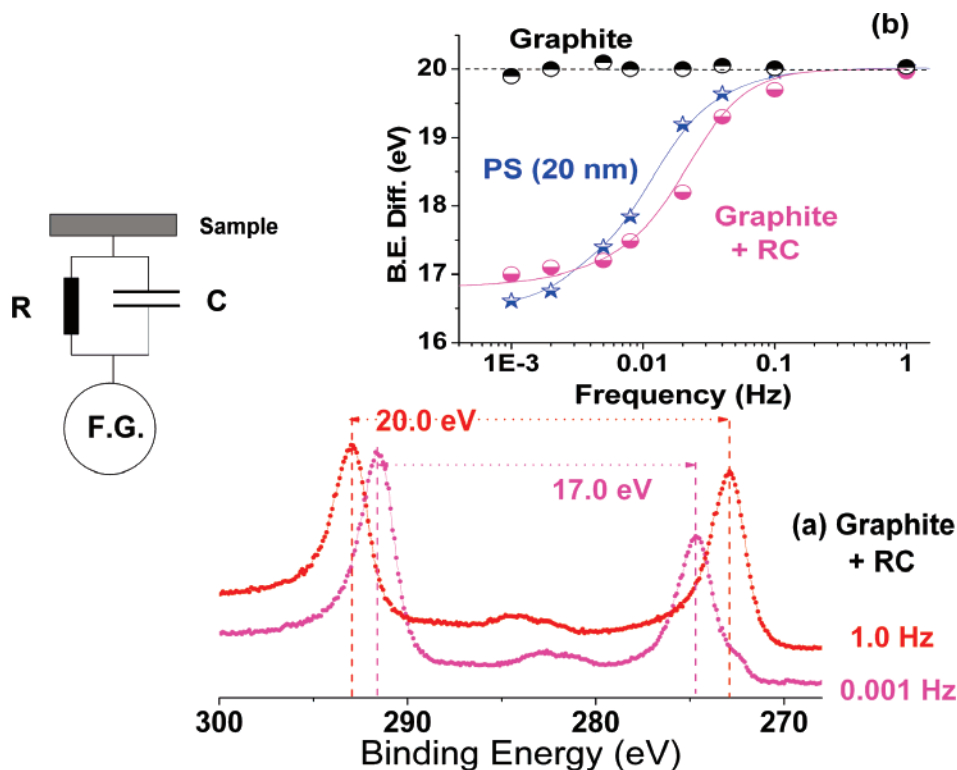 Graphite
(b)
20
19
18
17
16
B.E. Diff. (eV)
PS (20 nm)
Graphite
+ RC
1E-3
0.01
0.1
1
Frequency (Hz)
Sample
R
C
F.G.
20.0 eV
17.0 eV
(a) Graphite
+ RC
1.0 Hz
0.001 Hz
300
290
280
270
Binding Energy (eV)